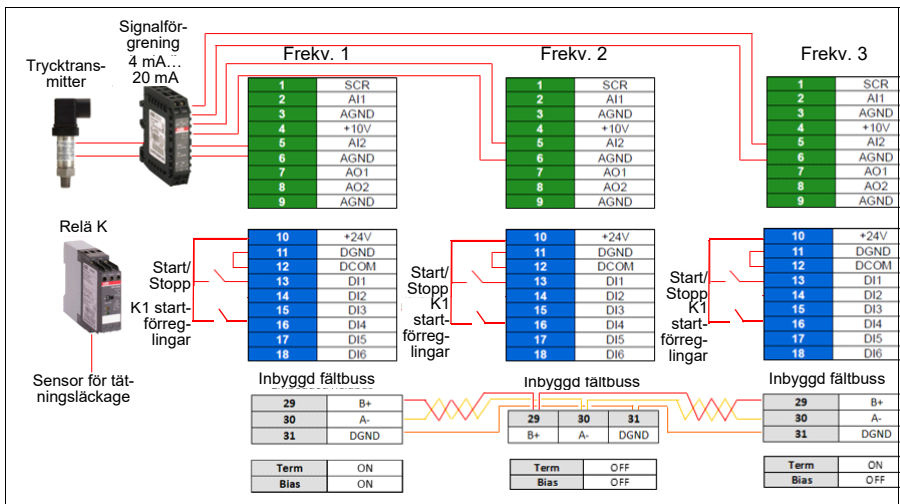 Signalför-
grening
4 mA…
20 mA
Trycktrans-
mitter
Frekv. 1
1 SCR
2 AI1
3 AGND
4 +10V
5 AI2
6 AGND
7 AO1
8 AO2
9 AGND
Frekv. 2
1 SCR
2 AI1
3 AGND
4 +10V
5 AI2
6 AGND
7 AO1
8 AO2
9 AGND
Frekv. 3
1 SCR
2 AI1
3 AGND
4 +10V
5 AI2
6 AGND
7 AO1
8 AO2
9 AGND
Relä K
Sensor för tät-
ningsläckage
Start/
Stopp
K1 start-
förreg-
lingar
10 +24V
11 DGND
12 DCOM
13 DI1
14 DI2
15 DI3
16 DI4
17 DI5
18 DI6
Start/
Stopp
K1
start-
förreg-
lingar
10 +24V
11 DGND
12 DCOM
13 DI1
14 DI2
15 DI3
16 DI4
17 DI5
18 DI6
Start/
Stopp
K1
start-
förreg-
lingar
10 +24V
11 DGND
12 DCOM
13 DI1
14 DI2
15 DI3
16 DI4
17 DI5
18 DI6
Inbyggd fältbuss
29 B+
30 A-
31 DGND
Term ON
Bias ON
Inbyggd fältbuss
29 30 31
B+ A- DGND
Term OFF
Bias OFF
Inbyggd fältbuss
29 B+
30 A-
31 DGND
Term ON
Bias OFF